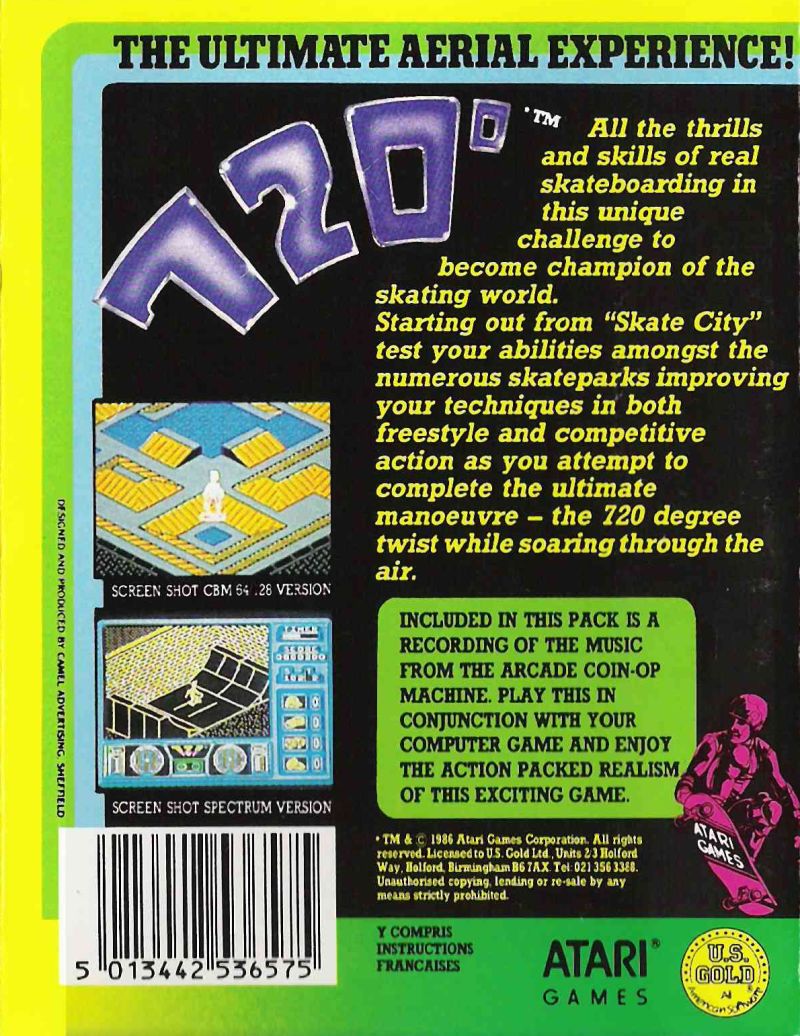 THE ULTIMATE AERIAL EXPERIENCE!
720° ™
All the thrills
and skills of real
skateboarding in
this unique
challenge to
become champion of the
skating world.
Starting out from “Skate City”
test your abilities amongst the
numerous skateparks improving
your techniques in both
freestyle and competitive
action as you attempt to
complete the ultimate
manoeuvre – the 720 degree
twist while soaring through the
air.
SCREEN SHOT CBM 64 .28 VERSION
SCREEN SHOT SPECTRUM VERSION
DESIGNED AND PRODUCED BY CAMEL ADVERTISING, SHEFFIELD
INCLUDED IN THIS PACK IS A
RECORDING OF THE MUSIC
FROM THE ARCADE COIN-OP
MACHINE. PLAY THIS IN
CONJUNCTION WITH YOUR
COMPUTER GAME AND ENJOY
THE ACTION PACKED REALISM
OF THIS EXCITING GAME.
ATARI
GAMES
• TM & © 1986 Atari Games Corporation. All rights
reserved. Licensed to U.S. Gold Ltd., Units 2/3 Holford
Way, Holford, Birmingham B6 7AX. Tel: 021 356 3388.
Unauthorised copying, lending or re-sale by any
means strictly prohibited.
5 013442 536575
Y COMPRIS
INSTRUCTIONS
FRANCAISES
ATARI®
GAMES
U.S.
GOLD
All
American Software